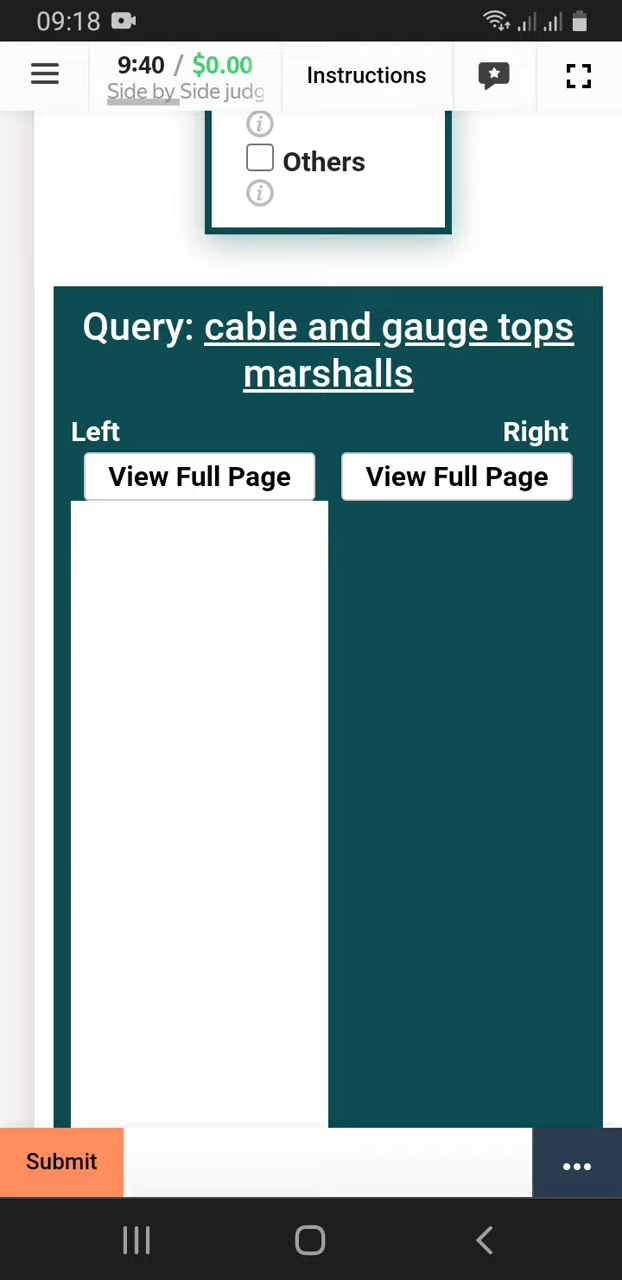 09:18
9:40 / $0.00
Instructions
Side by Side judg
Others
Query: cable and gauge tops
marshalls
Left
Right
View Full Page
View Full Page
Submit